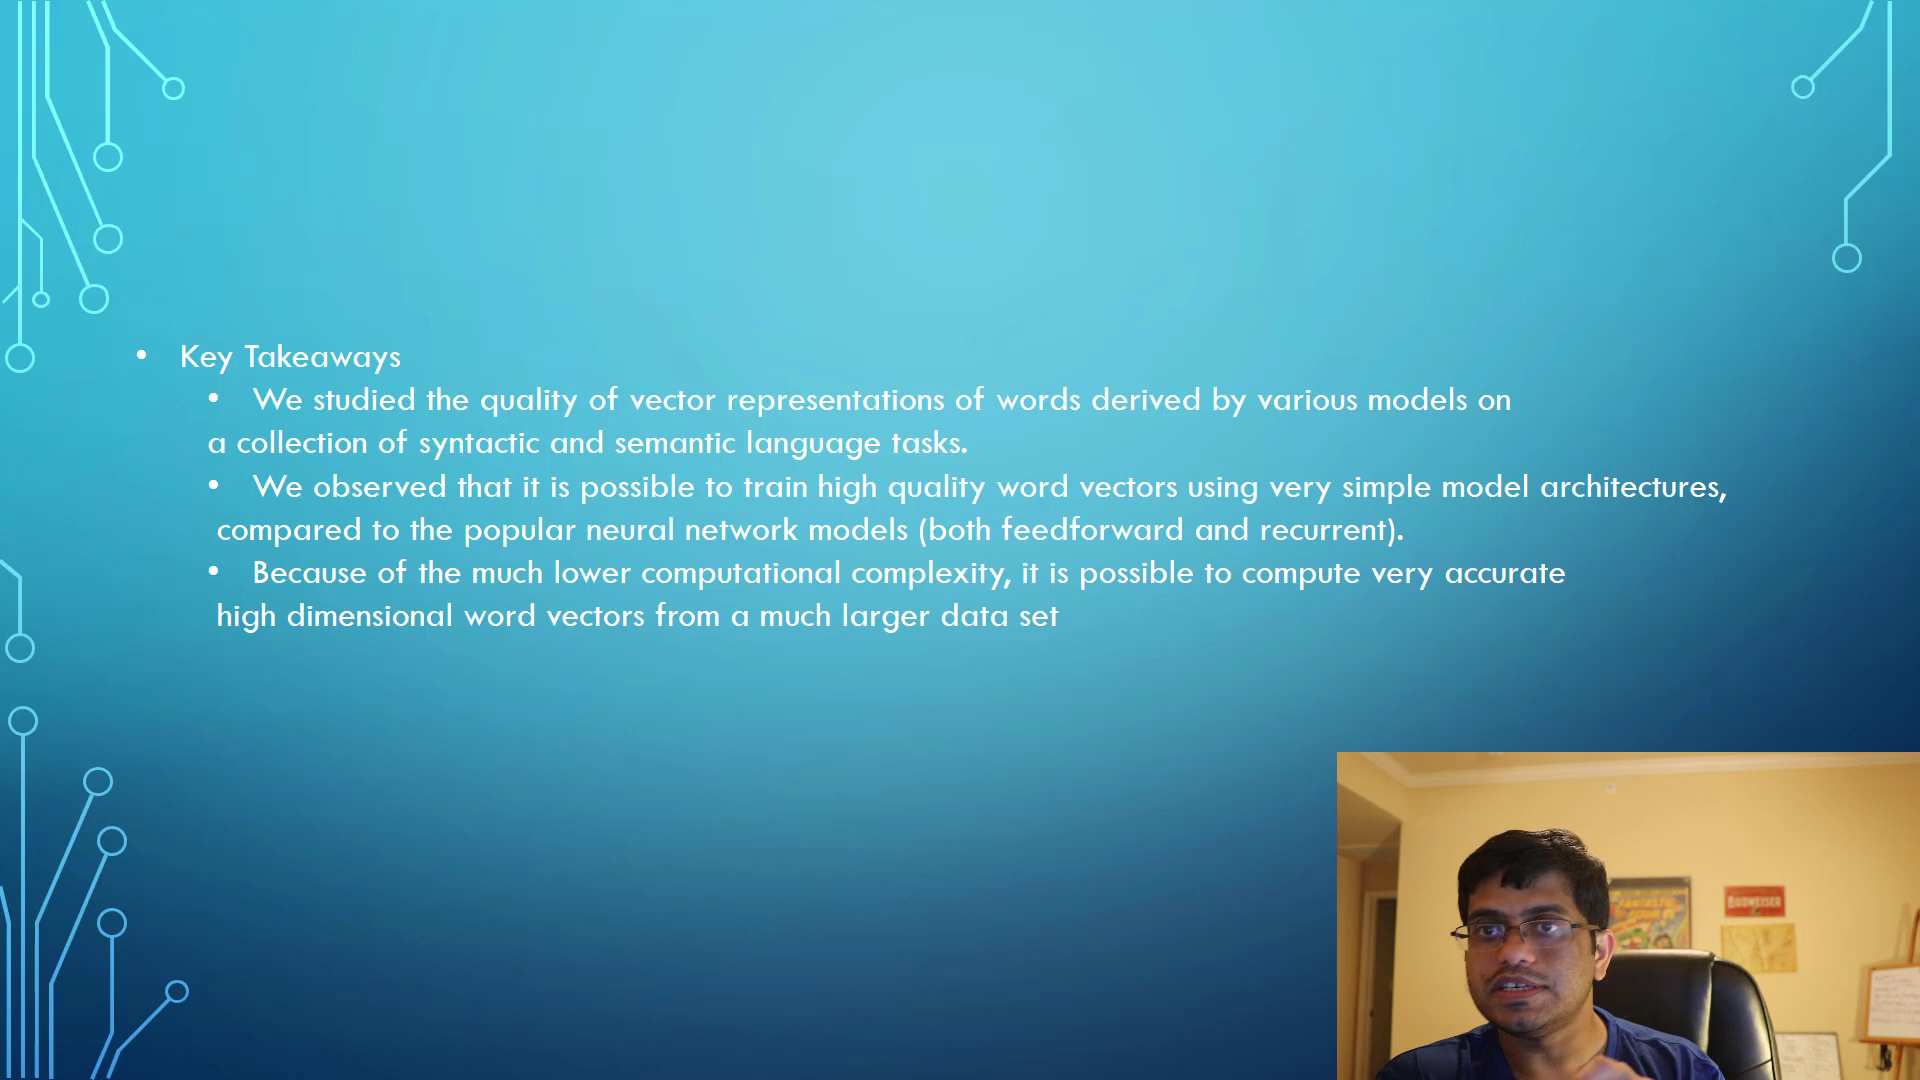 • Key Takeaways
• We studied the quality of vector representations of words derived by various models on
a collection of syntactic and semantic language tasks.
• We observed that it is possible to train high quality word vectors using very simple model architectures,
compared to the popular neural network models (both feedforward and recurrent).
• Because of the much lower computational complexity, it is possible to compute very accurate
high dimensional word vectors from a much larger data set
FANTASTIC
FOUR
BUDWEISER